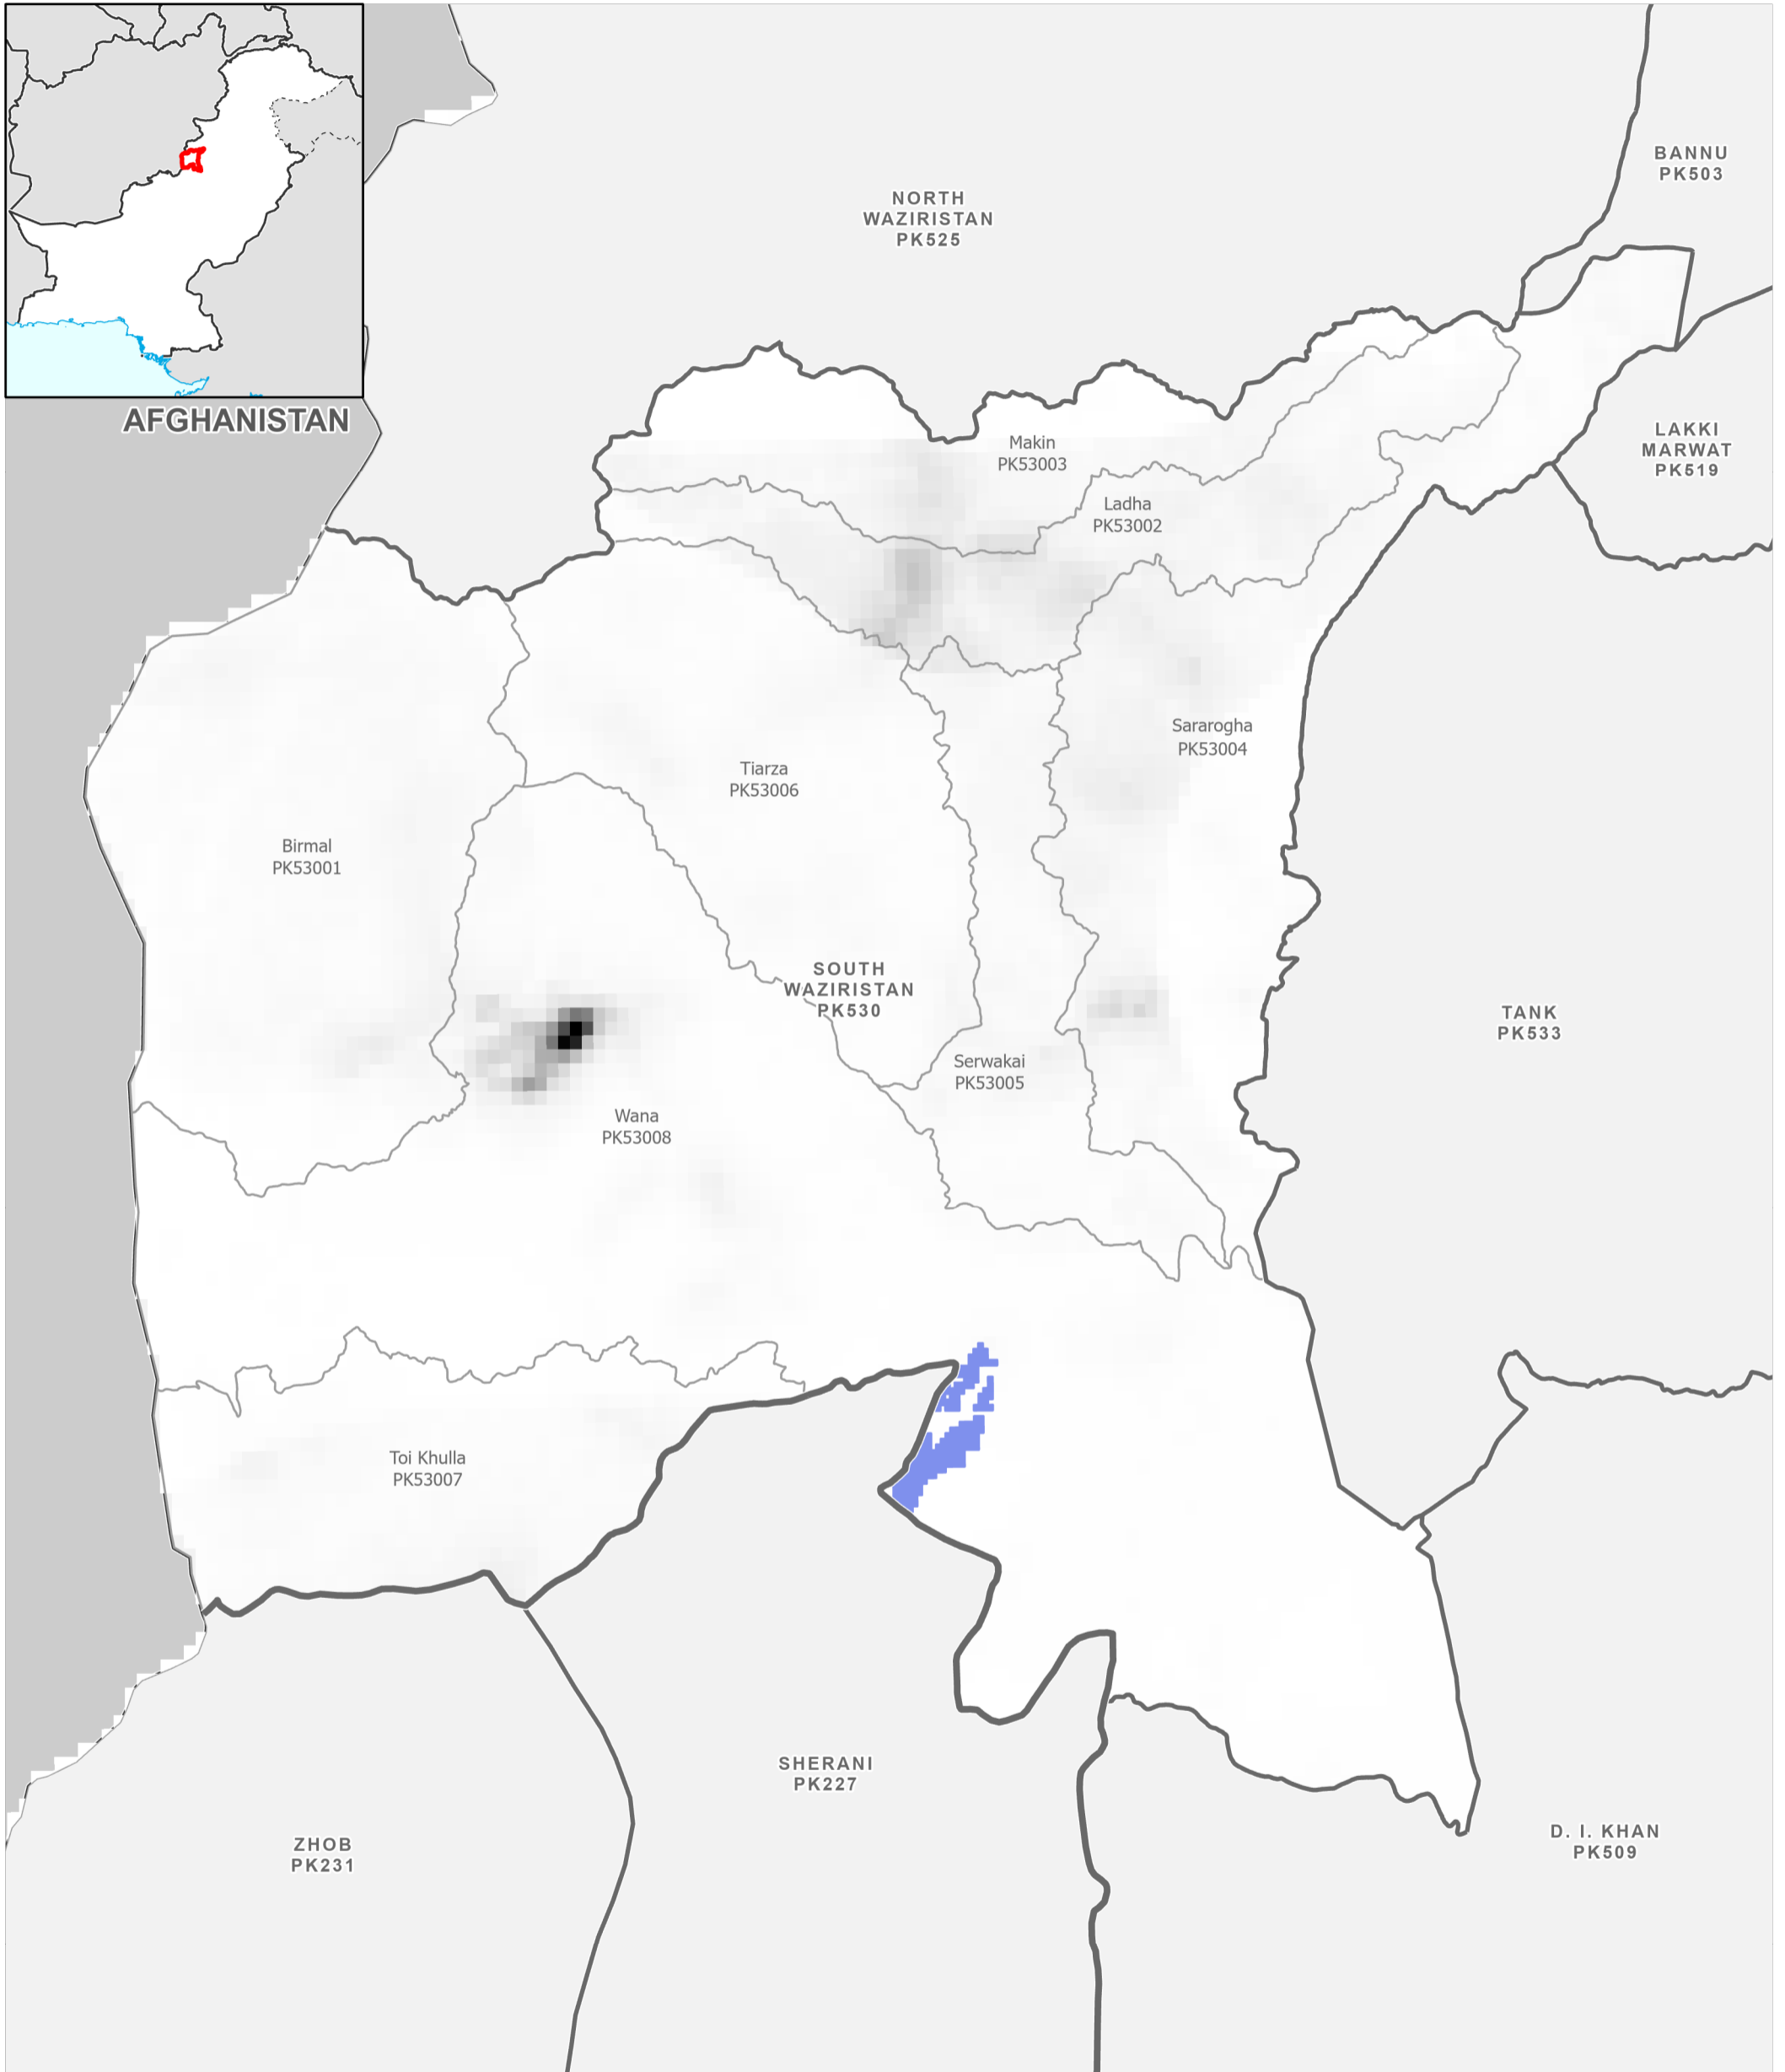 BANNU
PK503
NORTH
WAZIRISTAN
PK525
AFGHANISTAN
LAKKI
MARWAT
PK519
Makin
PK53003
Ladha
PK53002
Sararogha
PK53004
Tiarza
PK53006
Birmal
PK53001
SOUTH
WAZIRISTAN
PK530
TANK
PK533
Serwakai
PK53005
Wana
PK53008
Toi Khulla
PK53007
SHERANI
PK227
ZHOB
PK231
D. I. KHAN
PK509